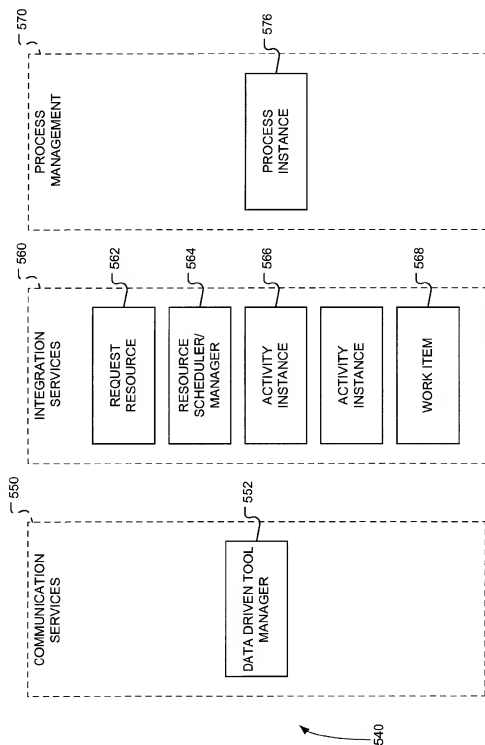 540
COMMUNICATION
SERVICES
550
DATA DRIVEN TOOL
MANAGER
552
INTEGRATION
SERVICES
560
REQUEST
RESOURCE
562
RESOURCE
SCHEDULER/
MANAGER
564
ACTIVITY
INSTANCE
566
ACTIVITY
INSTANCE
WORK ITEM
568
PROCESS
MANAGEMENT
570
PROCESS
INSTANCE
576